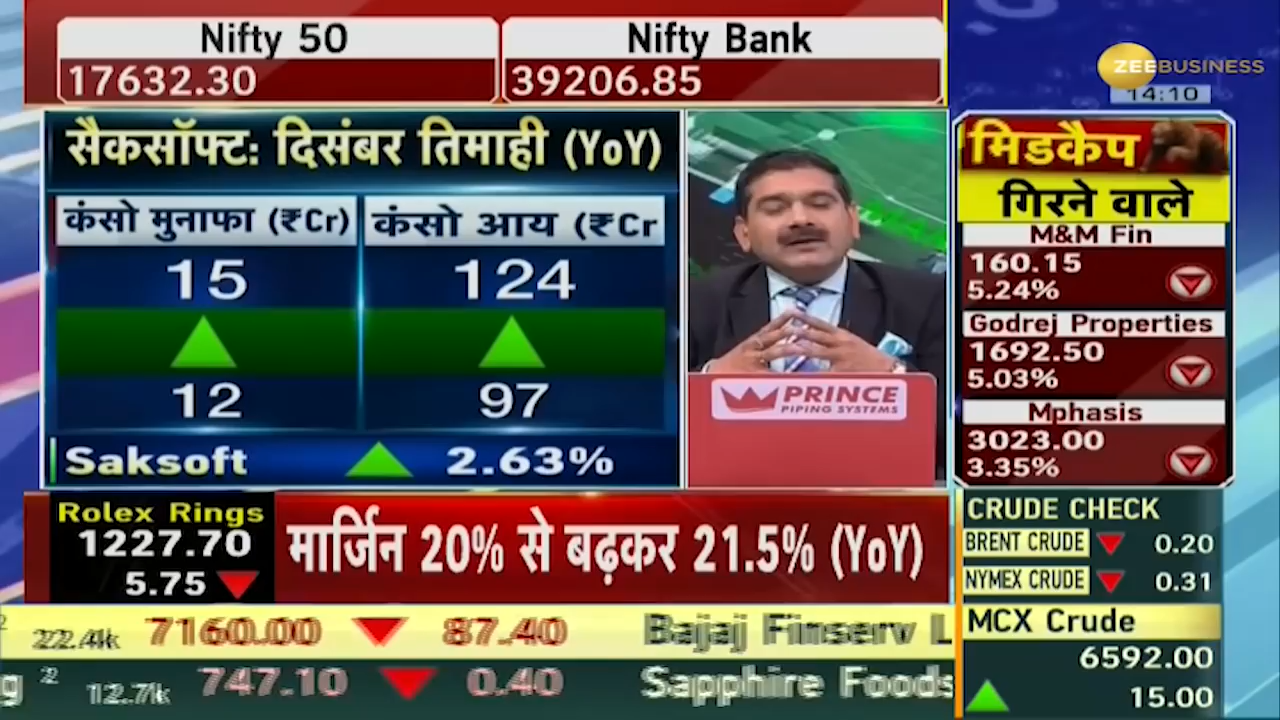 Nifty 50
17632.30
Nifty Bank
39206.85
ZEEBUSINESS
14:10
सैकसॉफ्ट: दिसंबर तिमाही (YoY)
कंसो मुनाफा (₹Cr)
कंसो आय (₹Cr
15
124
12
97
Saksoft
2.63%
PRINCE
PIPING SYSTEMS
मिडकैप
गिरने वाले
M&M Fin
160.15
5.24%
Godrej Properties
1692.50
5.03%
Mphasis
3023.00
3.35%
Rolex Rings
1227.70
5.75
मार्जिन 20% से बढ़कर 21.5% (YoY)
CRUDE CHECK
BRENT CRUDE
0.20
NYMEX CRUDE
0.31
MCX Crude
6592.00
15.00
22.4k 7160.00 87.40 Bajaj Finserv L
g 12.7k 747.10 0.40 Sapphire Foods